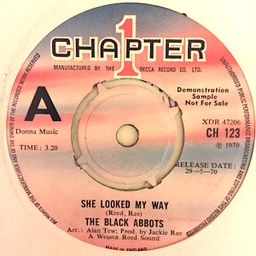 CHAPTER
1
MANUFACTURED BY THE DECCA RECORD CO. LTD.
A
Demonstration
Sample
Not For Sale
Donna Music
XDR 47206
CH 123
TIME: 3.20
℗ 1970
RELEASE DATE:
29-5-70
SHE LOOKED MY WAY
(Reed, Rae)
THE BLACK ABBOTS
Arr: Alan Tew; Prod. by Jackie Rae
A Wessex Reed Sound
MADE IN ENGLAND